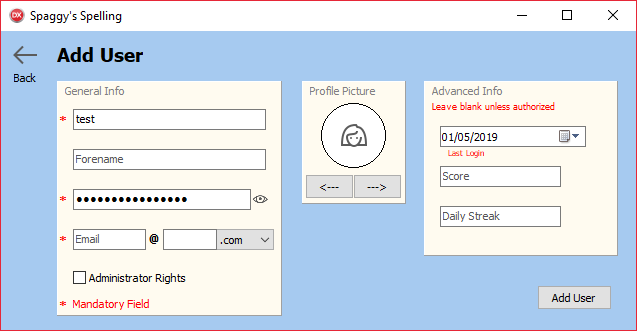 DX Spaggy's Spelling
Back
Add User
General Info
* test
Forename
* ••••••••••••••••
* Email @ .com
Administrator Rights
* Mandatory Field
Profile Picture
<--- --->
Advanced Info
Leave blank unless authorized
01/05/2019
Last Login
Score
Daily Streak
Add User